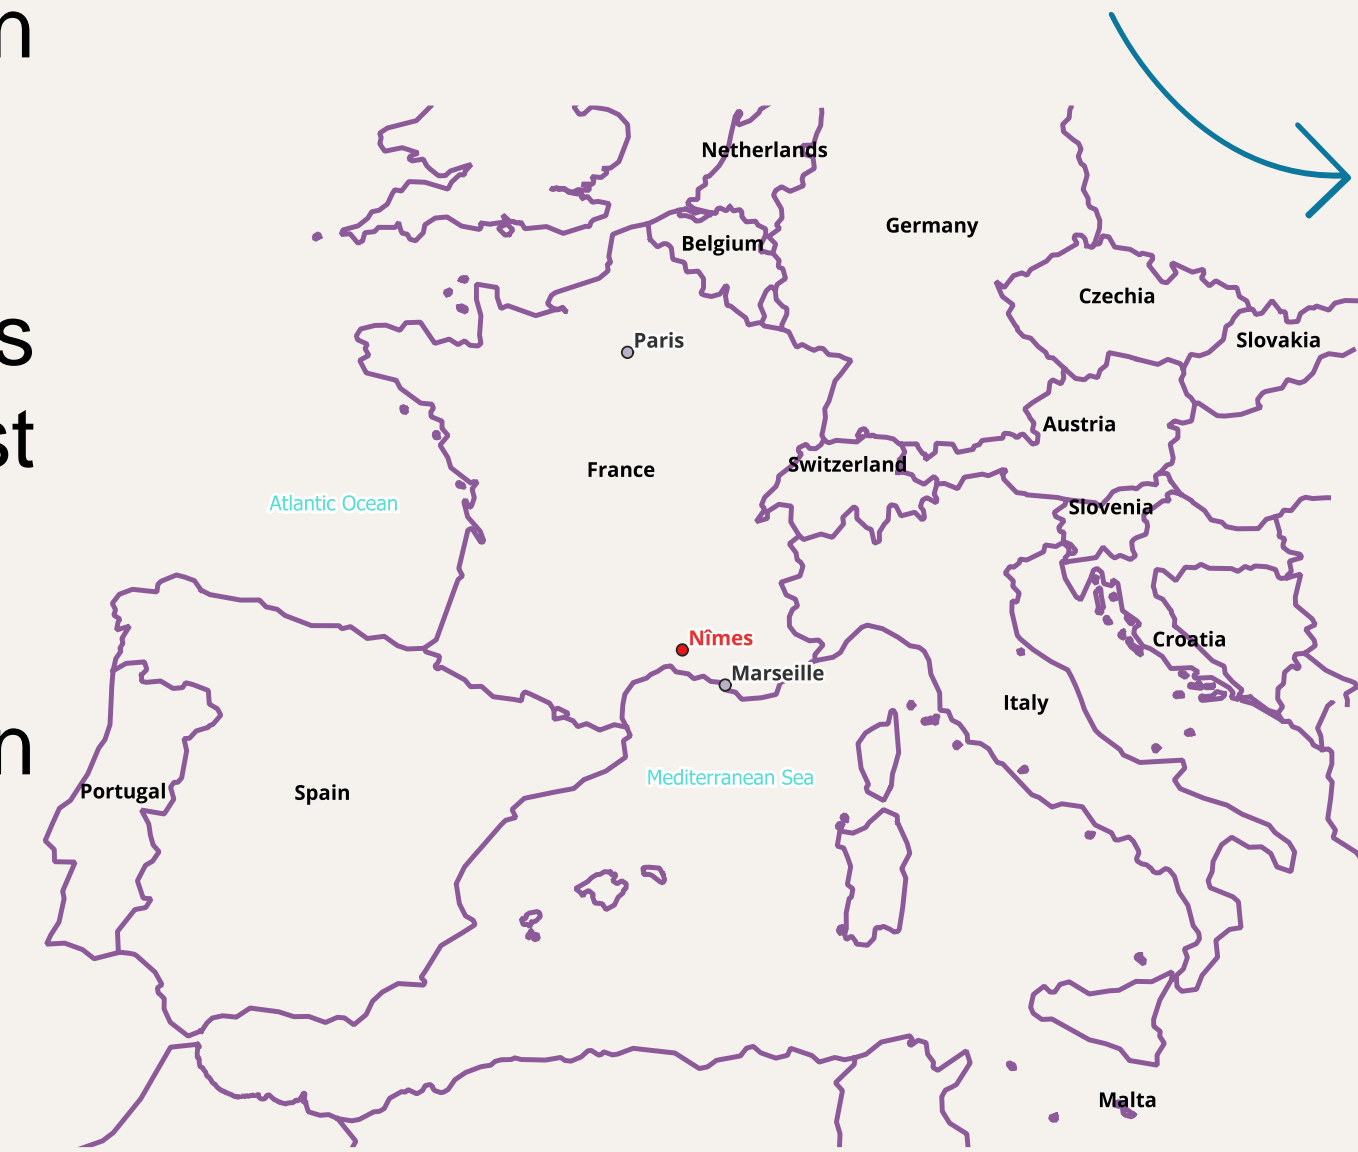 n
Netherlands
Germany
Belgium
Czechia
s
Paris
Slovakia
st
Austria
France
Switzerland
Atlantic Ocean
Slovenia
Nîmes
Croatia
Marseille
Italy
n
Mediterranean Sea
Portugal
Spain
Malta